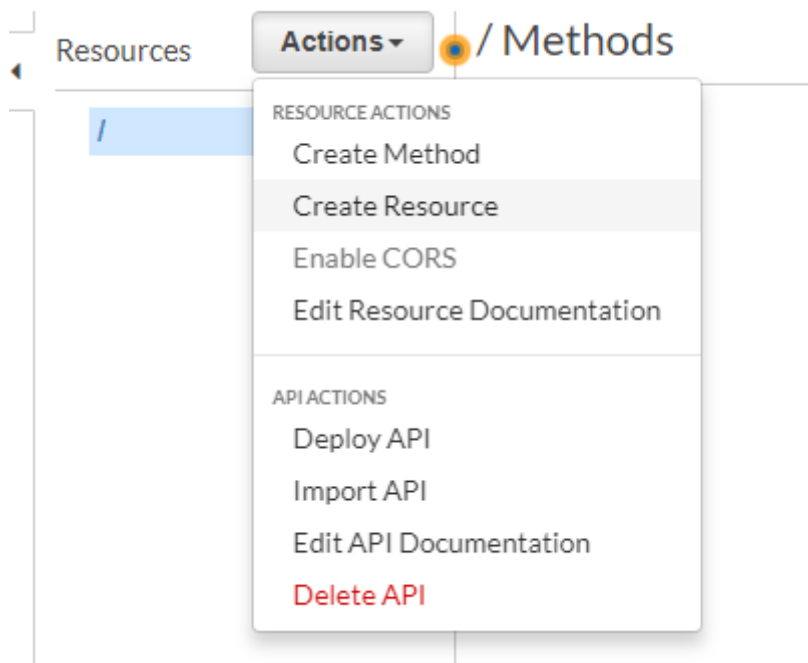 Resources
Actions
/ Methods
/
RESOURCE ACTIONS
Create Method
Create Resource
Enable CORS
Edit Resource Documentation
API ACTIONS
Deploy API
Import API
Edit API Documentation
Delete API